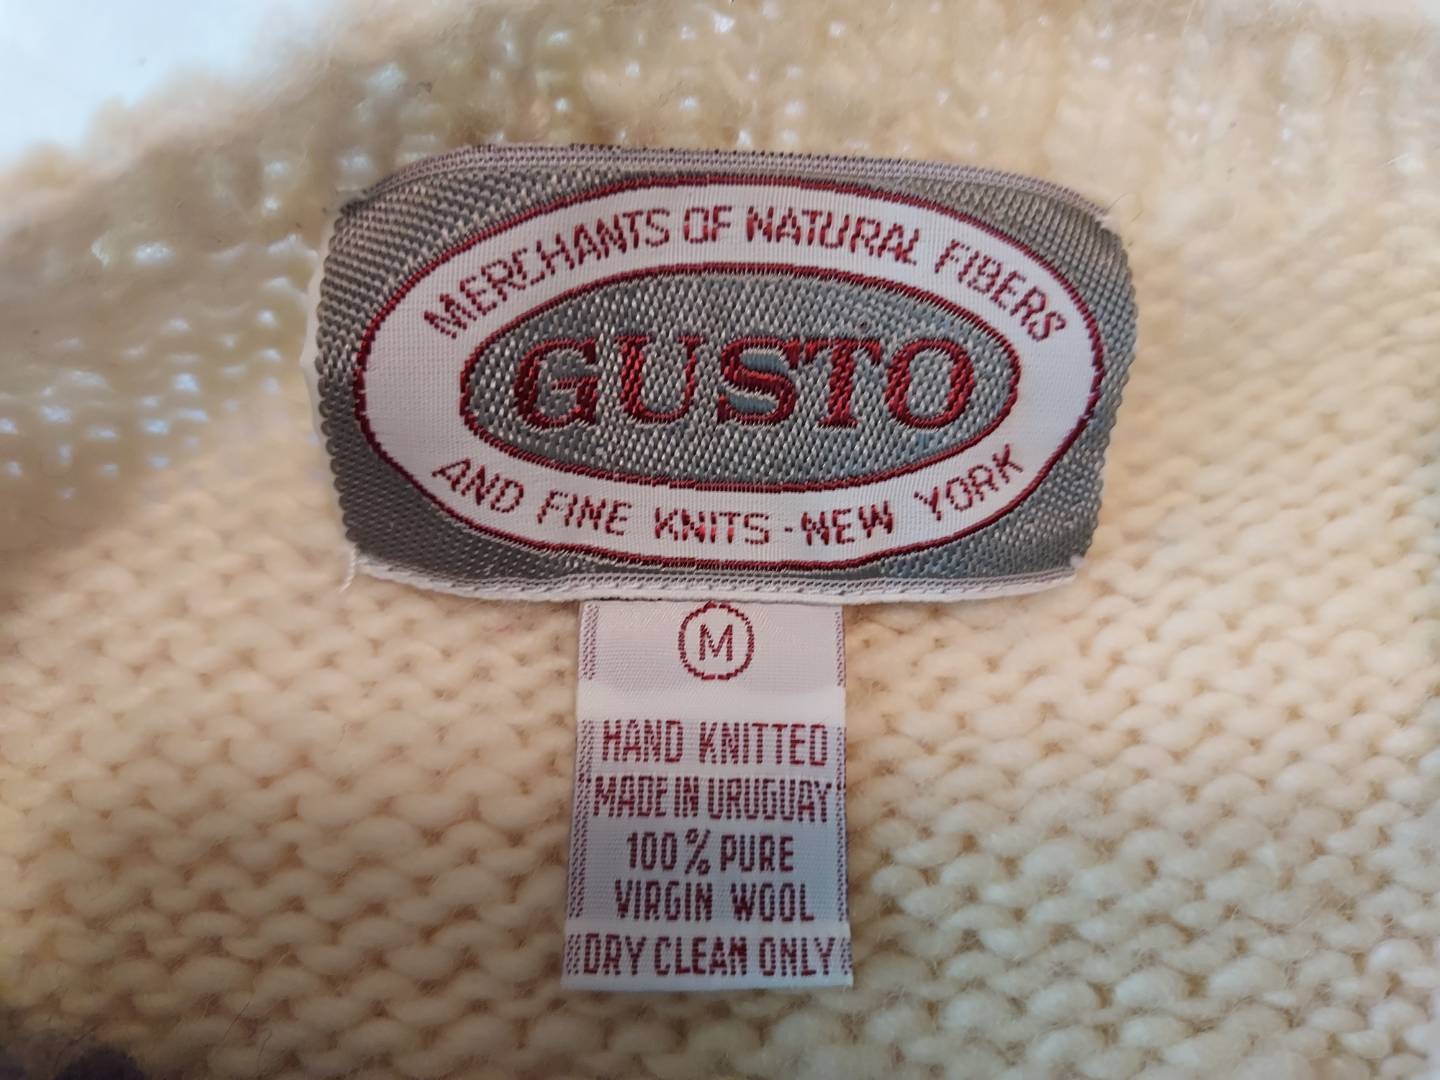 MERCHANTS OF NATURAL FIBERS
GUSTO
AND FINE KNITS - NEW YORK
M
HAND KNITTED
MADE IN URUGUAY
100% PURE
VIRGIN WOOL
DRY CLEAN ONLY